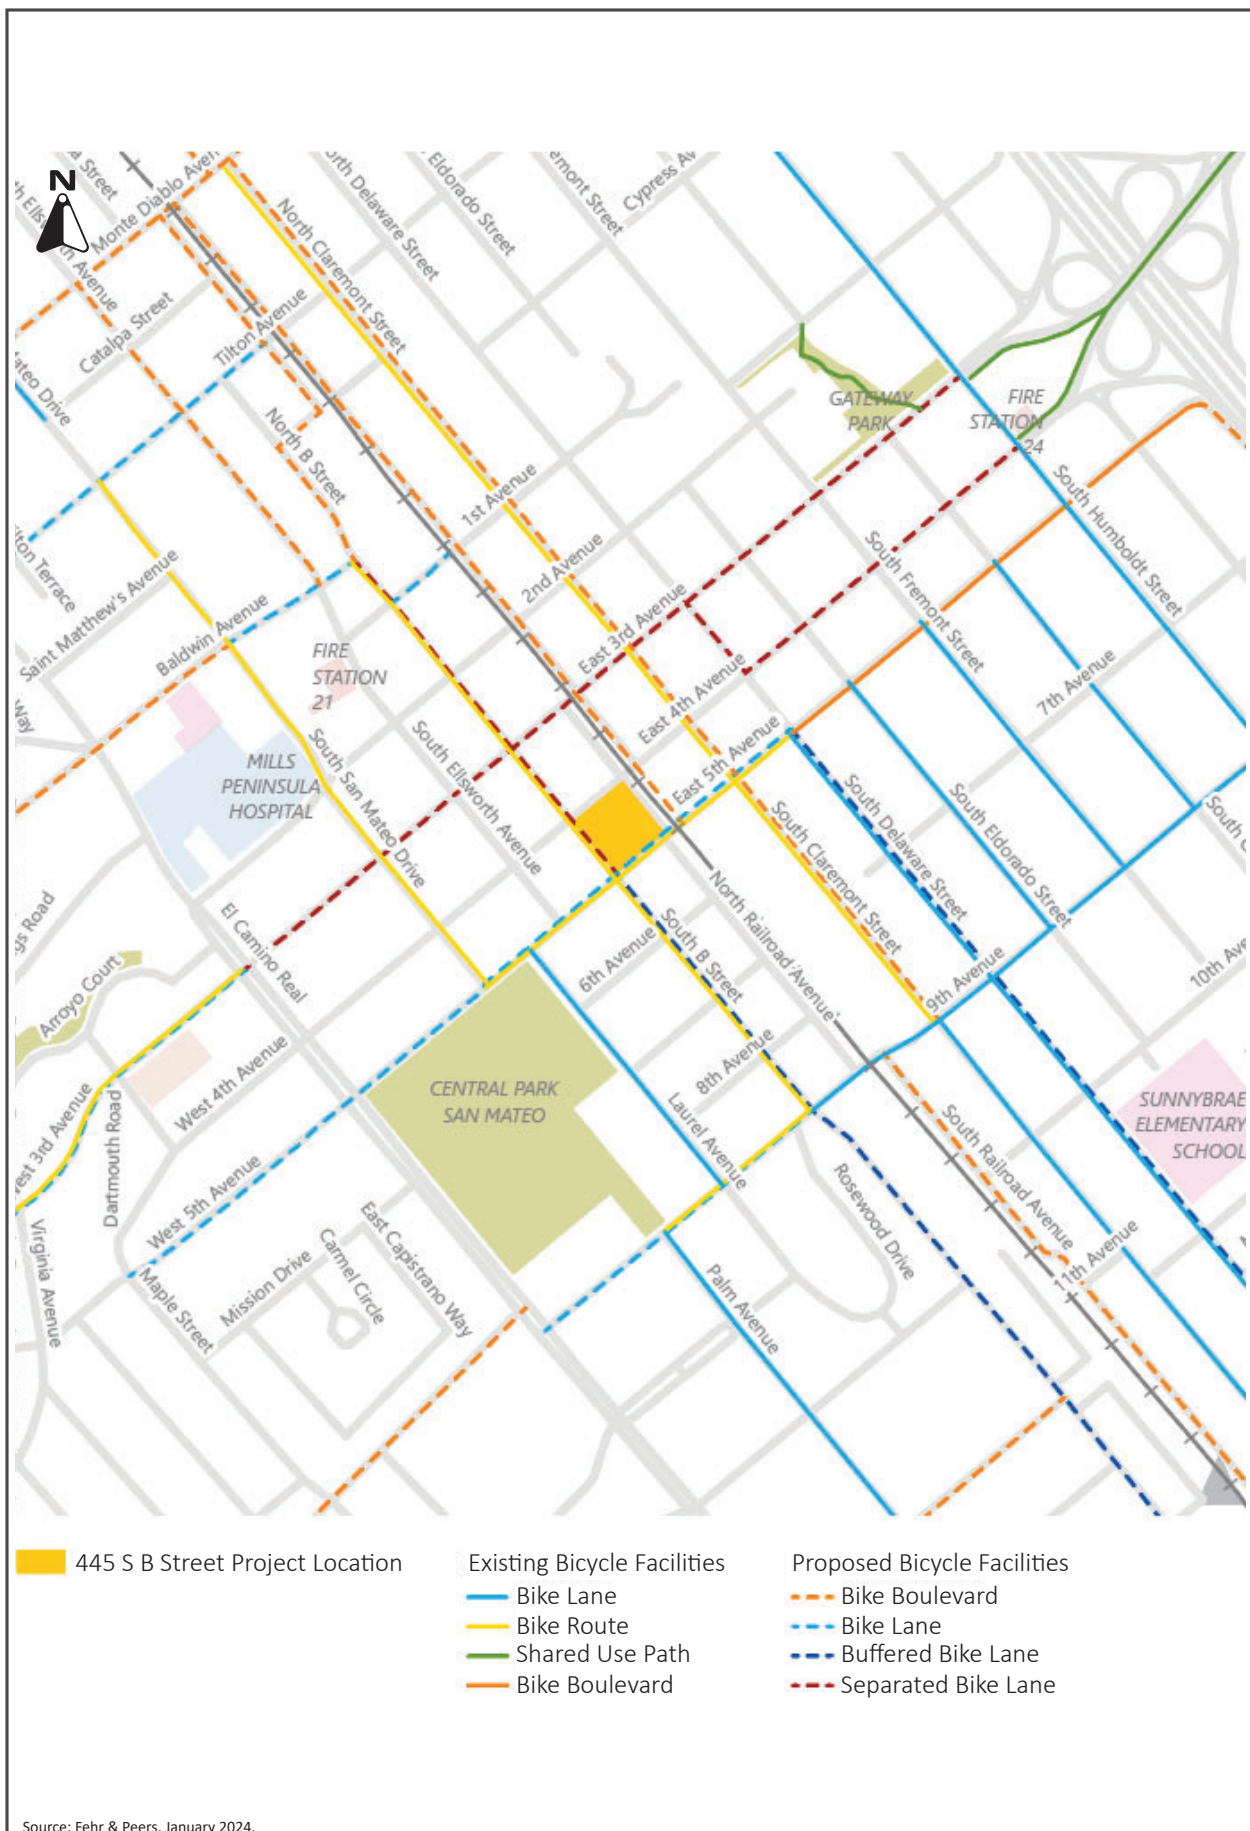 N
Monte Diablo Aven
Catalpa Street
Tilton Avenue
North Claremont Street
North Delaware Street
Eldorado Street
Cypress Av
North B Street
1st Avenue
2nd Avenue
GATEWAY
PARK
FIRE
STATION
24
South Humboldt Street
South Fremont Street
7th Avenue
Saint Matthew's Avenue
Baldwin Avenue
FIRE
STATION
21
East 3rd Avenue
East 4th Avenue
East 5th Avenue
MILLS
PENINSULA
HOSPITAL
South San Mateo Drive
South Ellsworth Avenue
South Delaware Street
South Eldorado Street
South Claremont Street
North Railroad Avenue
El Camino Real
6th Avenue
South B Street
9th Avenue
10th Ave
Arroyo Court
West 4th Avenue
CENTRAL PARK
SAN MATEO
8th Avenue
Laurel Avenue
SUNNYBRAE
ELEMENTARY
SCHOOL
West 3rd Avenue
Dartmouth Road
West 5th Avenue
South Railroad Avenue
Rosewood Drive
11th Avenue
Virginia Avenue
Maple Street
Mission Drive
Carmel Circle
East Capistrano Way
Palm Avenue
445 S B Street Project Location
Existing Bicycle Facilities
Bike Lane
Bike Route
Shared Use Path
Bike Boulevard
Proposed Bicycle Facilities
Bike Boulevard
Bike Lane
Buffered Bike Lane
Separated Bike Lane
Source: Fehr & Peers, January 2024.